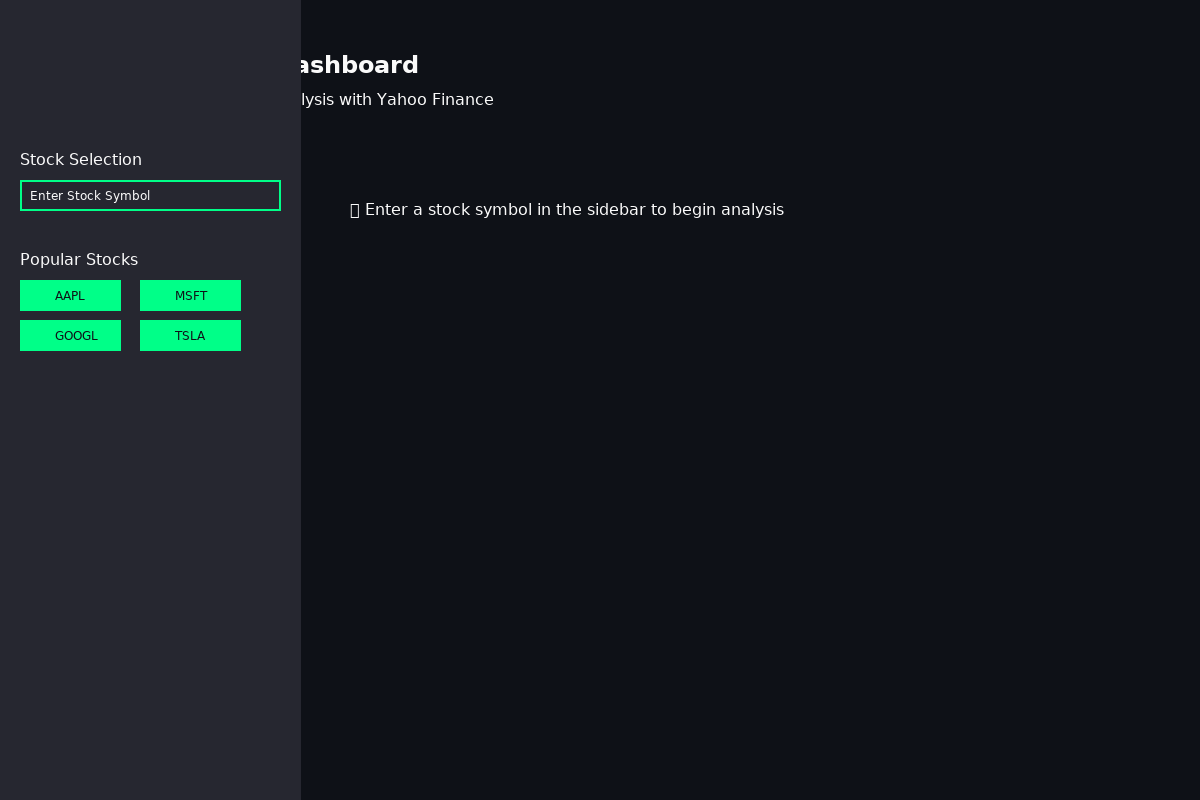 ashboard
lysis with Yahoo Finance
Stock Selection
Enter Stock Symbol
Enter a stock symbol in the sidebar to begin analysis
Popular Stocks
AAPL MSFT
GOOGL TSLA